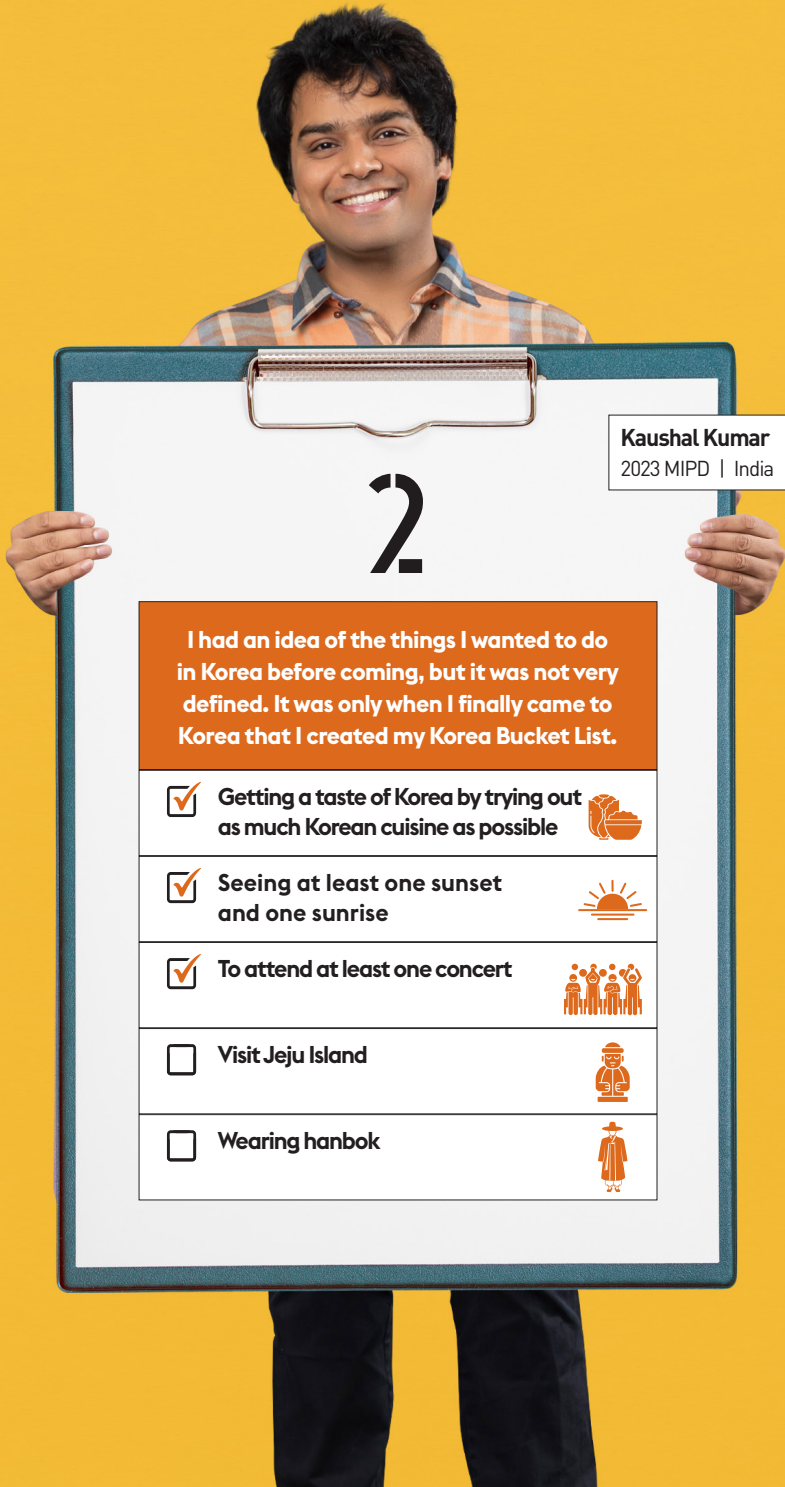 Kaushal Kumar
2023 MIPD | India
2
I had an idea of the things I wanted to do
in Korea before coming, but it was not very
defined. It was only when I finally came to
Korea that I created my Korea Bucket List.
Getting a taste of Korea by trying out
as much Korean cuisine as possible
Seeing at least one sunset
and one sunrise
To attend at least one concert
Visit Jeju Island
Wearing hanbok